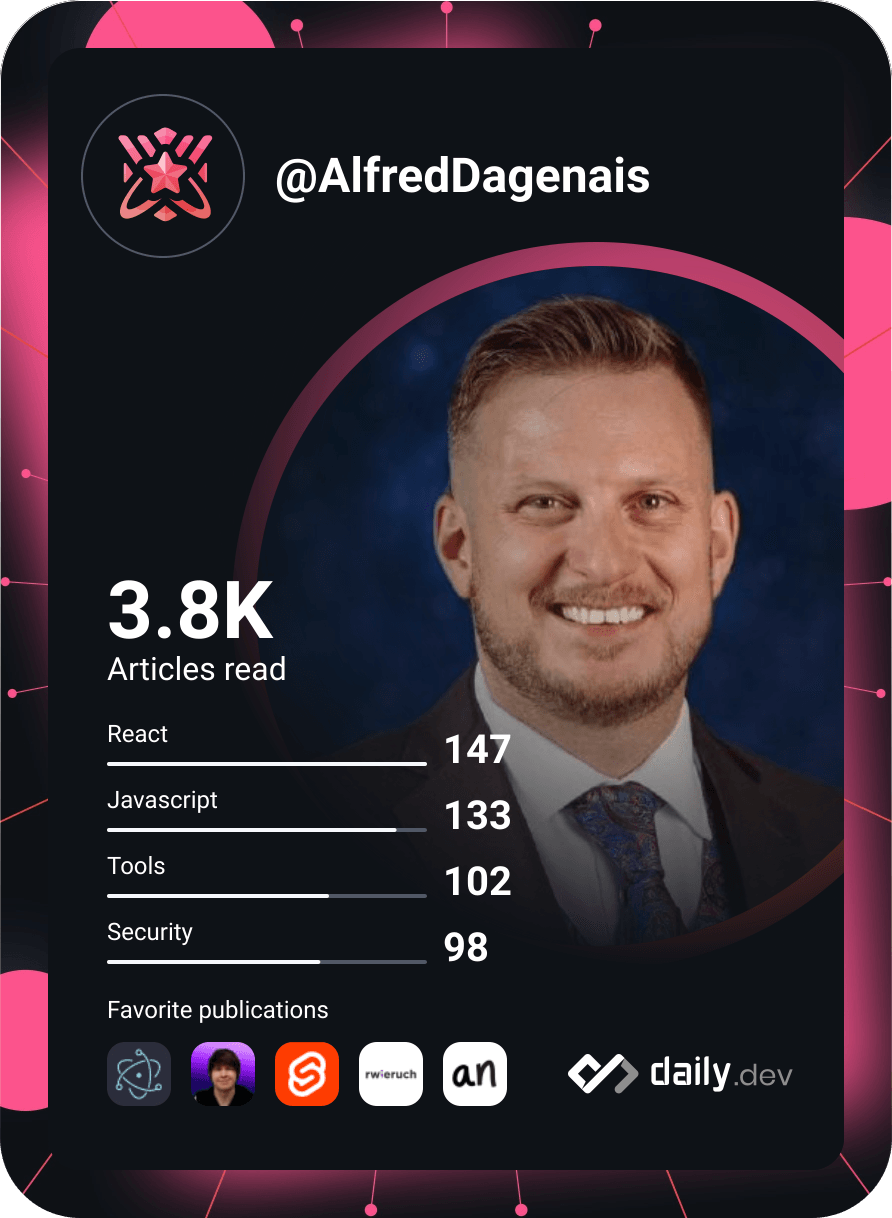 @AlfredDagenais
3.8K
Articles read
React
147
Javascript
133
Tools
102
Security
98
Favorite publications
rwieruch
an
daily.dev